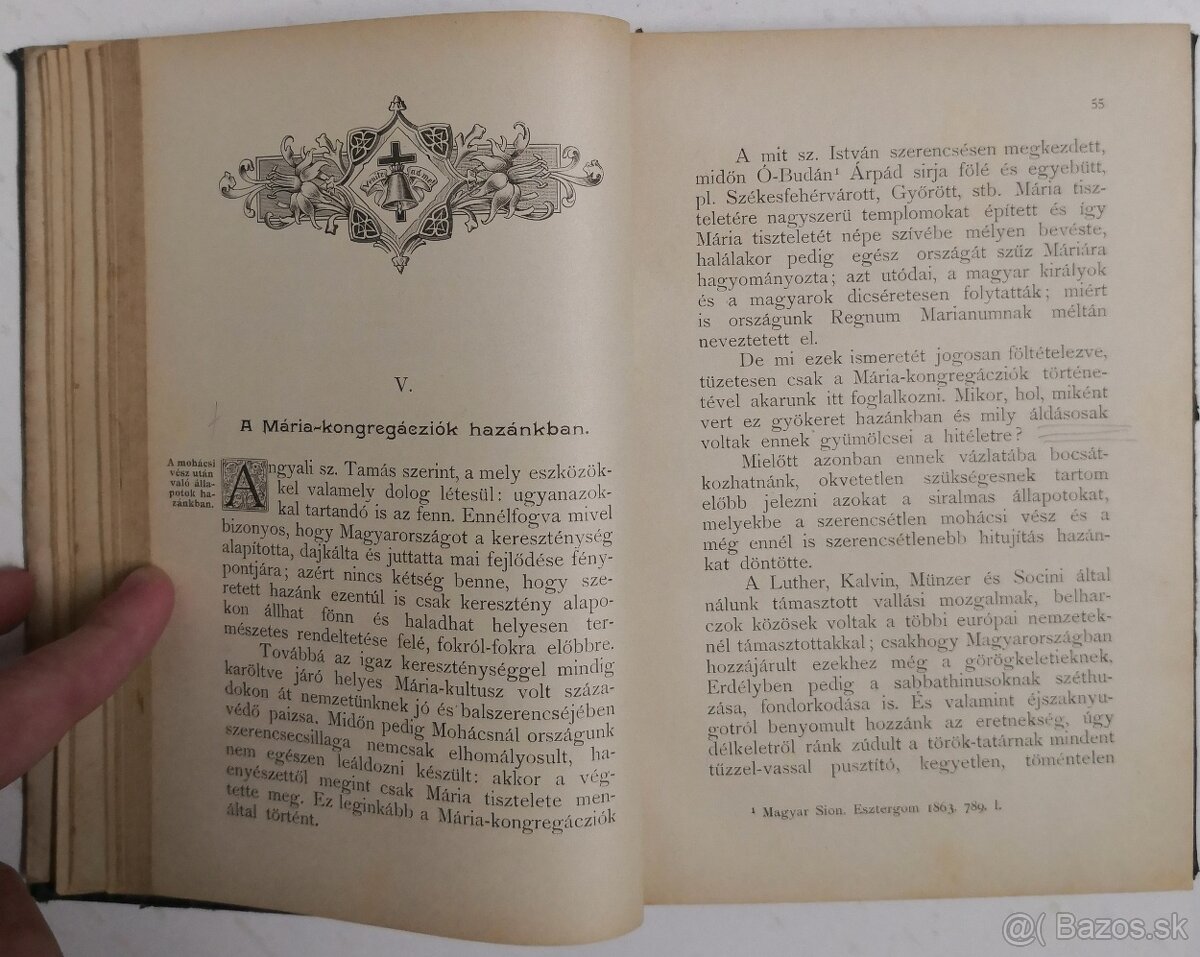 Venite Ead. mel
V.
A Mária-kongregácziók hazánkban.
A mohácsi
vész után
való álla-
potok ha-
zánkban.
Angyali sz. Tamás szerint, a mely eszközök-
kel valamely dolog létesül: ugyanazok-
kal tartandó is az fenn. Ennélfogva mivel
bizonyos, hogy Magyarországot a kereszténység
alapította, dajkálta és juttatta mai fejlődése fény-
pontjára; azért nincs kétség benne, hogy sze-
retett hazánk ezentúl is csak keresztény alapo-
kon állhat fönn és haladhat helyesen ter-
mészetes rendeltetése felé, fokról-fokra előbbre.
Továbbá az igaz kereszténységgel mindig
karöltve járó helyes Mária-kultusz volt száza-
dokon át nemzetünknek jó és balszerencséjében
védő paizsa. Midőn pedig Mohácsnál országunk
szerencsecsillaga nemcsak elhomályosult, ha-
nem egészen leáldozni készült: akkor a vég-
enyészettől megint csak Mária tisztelete men-
tette meg. Ez leginkább a Mária-kongregácziók
által történt.
55
A mit sz. István szerencsésen megkezdett,
midőn Ó-Budán¹ Árpád sirja fölé és egyebütt,
pl. Székesfehérvárott, Győrött, stb. Mária tisz-
teletére nagyszerü templomokat épített és így
Mária tiszteletét népe szívébe mélyen bevéste,
halálakor pedig egész országát szűz Máriára
hagyományozta; azt utódai, a magyar királyok
és a magyarok dicséretesen folytatták; miért
is országunk Regnum Marianumnak méltán
neveztetett el.
De mi ezek ismeretét jogosan föltételezve,
tüzetesen csak a Mária-kongregácziók történe-
tével akarunk itt foglalkozni. Mikor, hol, miként
vert ez gyökeret hazánkban és mily áldásosak
voltak ennek gyümölcsei a hitéletre?
Mielőtt azonban ennek vázlatába bocsát-
kozhatnánk, okvetetlen szükségesnek tartom
előbb jelezni azokat a siralmas állapotokat,
melyekbe a szerencsétlen mohácsi vész és a
még ennél is szerencsétlenebb hitujítás hazán-
kat döntötte.
A Luther, Kalvin, Münzer és Socini által
nálunk támasztott vallási mozgalmak, belhar-
czok közösek voltak a többi európai nemzetek-
nél támasztottakkal; csakhogy Magyarországban
hozzájárult ezekhez még a görögkeletieknek,
Erdélyben pedig a sabbathinusoknak széthu-
zása, fondorkodása is. És valamint éjszaknyu-
gotról benyomult hozzánk az eretnekség, úgy
délkeletről ránk zúdult a török-tatárnak mindent
tűzzel-vassal pusztító, kegyetlen, töméntelen
¹ Magyar Sion. Esztergom 1863. 789. l.
@( Bazos.sk